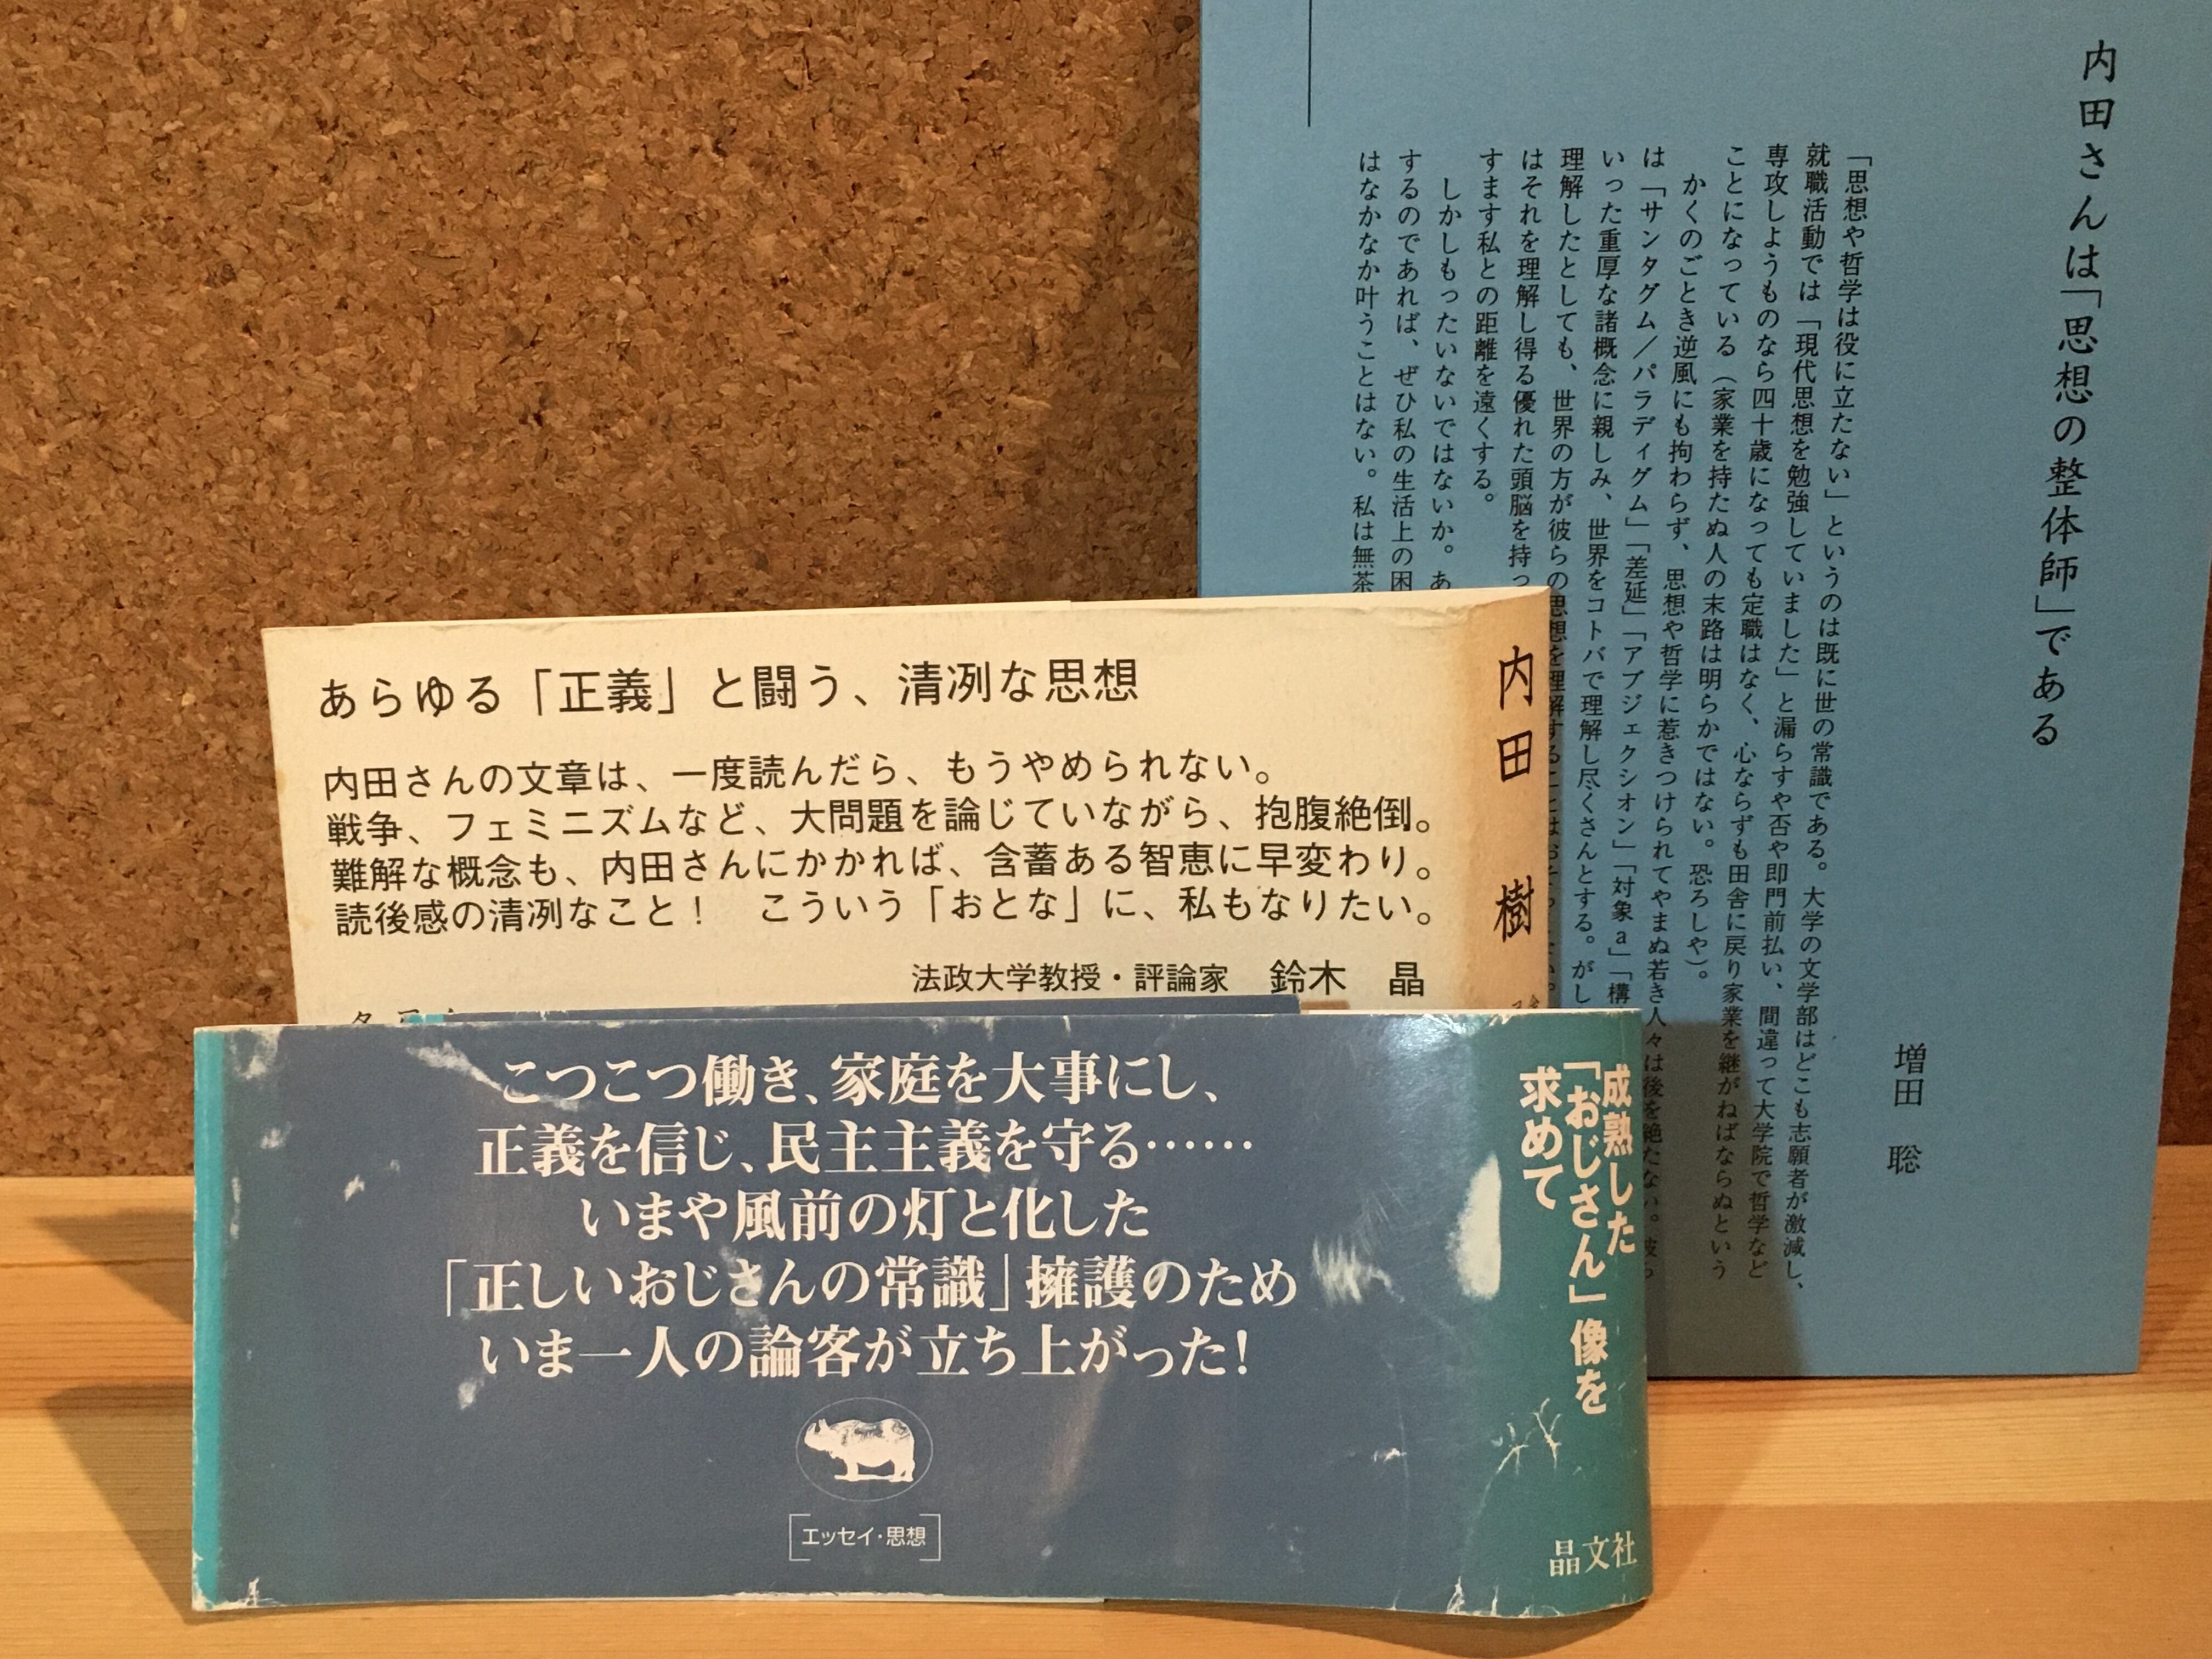 内田さんは「思想の整体師」である
増田 聡
「思想や哲学は役に立たない」というのは既に世の常識である。大学の文学部はどこも志願者が激減し、
就職活動では「現代思想を勉強していました」と漏らすや否や即門前払い、間違って大学院で哲学など
専攻しようものなら四十歳になっても定職はなく、心ならずも田舎に戻り家業を継がねばならぬという
ことになっている（家業を持たぬ人の末路は明らかではない。恐ろしや）。
かくのごとき逆風にも拘わらず、思想や哲学に惹きつけられてやまぬ若き人々は後を絶たない。彼ら
は「サンタグム／パラディグム」「差延」「アブジェクシオン」「対象a」「構
いった重厚な諸概念に親しみ、世界をコトバで理解し尽くさんとする。がし
理解したとしても、世界の方が彼らの思想を理解することは
はそれを理解し得る優れた頭脳を持っ
すます私との距離を遠くする。
しかしもったいないではないか。あ
するのであれば、ぜひ私の生活上の困
はなかなか叶うことはない。私は無茶
あらゆる「正義」と闘う、清冽な思想
内田さんの文章は、一度読んだら、もうやめられない。
戦争、フェミニズムなど、大問題を論じていながら、抱腹絶倒。
難解な概念も、内田さんにかかれば、含蓄ある智恵に早変わり。
読後感の清冽なこと！　こういう「おとな」に、私もなりたい。
法政大学教授・評論家　鈴木　晶
内田 樹
こつこつ働き、家庭を大事にし、
正義を信じ、民主主義を守る……
いまや風前の灯と化した
「正しいおじさんの常識」擁護のため
いま一人の論客が立ち上がった！
［エッセイ・思想］
成熟した
「おじさん」像を
求めて
晶文社